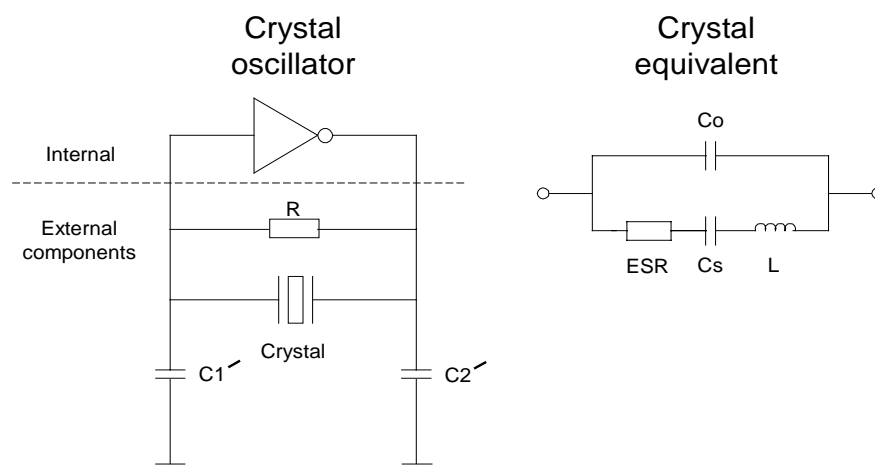 Crystal
oscillator
Internal
External
components
R
Crystal
C1´
C2´
Crystal
equivalent
Co
ESR
Cs
L